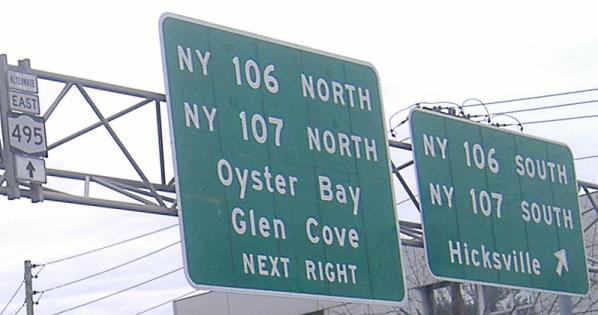 ALTERNATE
EAST
495
NY 106 NORTH
NY 107 NORTH
Oyster Bay
Glen Cove
NEXT RIGHT
NY 106 SOUTH
NY 107 SOUTH
Hicksville